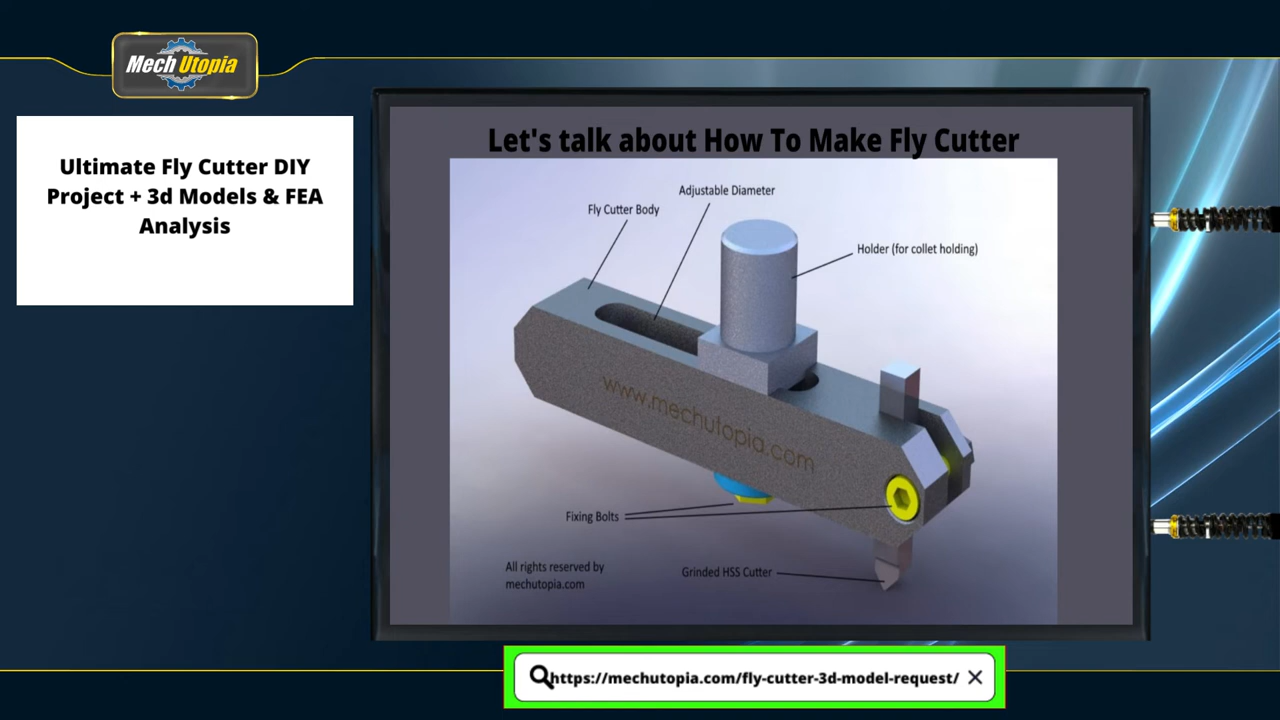 Mech Utopia
Ultimate Fly Cutter DIY
Project + 3d Models & FEA
Analysis
Let's talk about How To Make Fly Cutter
Adjustable Diameter
Fly Cutter Body
Holder (for collet holding)
www.mechutopia.com
Fixing Bolts
All rights reserved by
mechutopia.com
Grinded HSS Cutter
https://mechutopia.com/fly-cutter-3d-model-request/